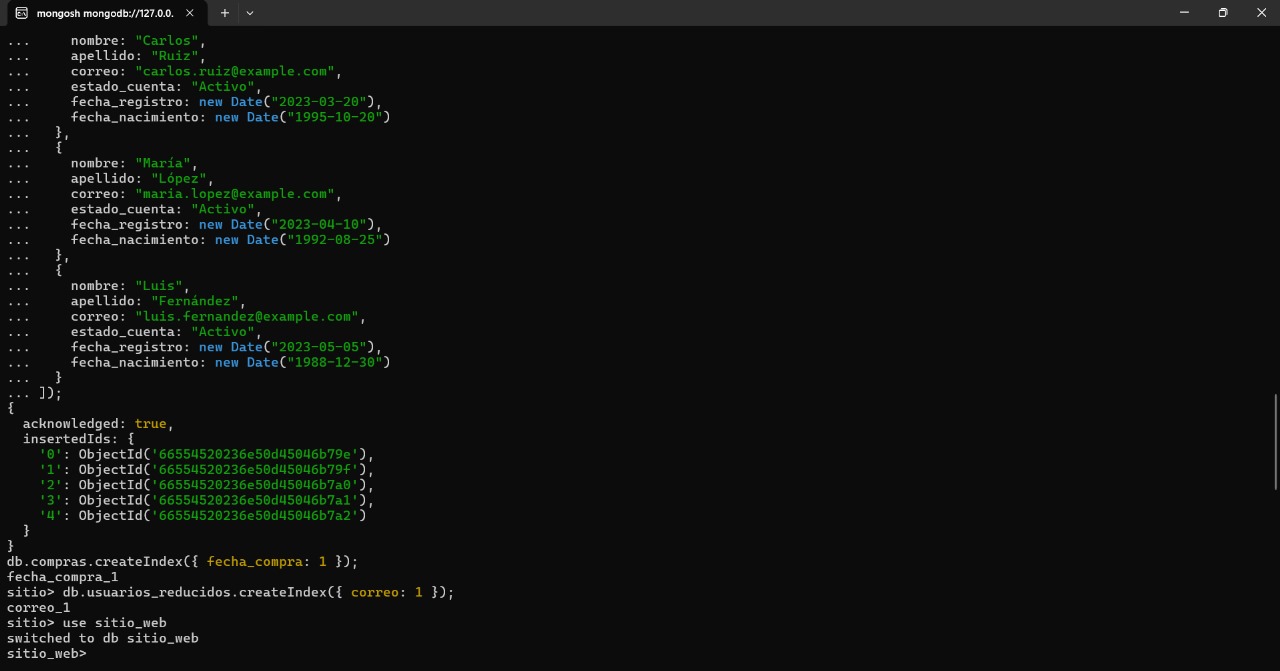 mongosh mongodb://127.0.0.
...     nombre: "Carlos",
...     apellido: "Ruiz",
...     correo: "carlos.ruiz@example.com",
...     estado_cuenta: "Activo",
...     fecha_registro: new Date("2023-03-20"),
...     fecha_nacimiento: new Date("1995-10-20")
...   },
...   {
...     nombre: "María",
...     apellido: "López",
...     correo: "maria.lopez@example.com",
...     estado_cuenta: "Activo",
...     fecha_registro: new Date("2023-04-10"),
...     fecha_nacimiento: new Date("1992-08-25")
...   },
...   {
...     nombre: "Luis",
...     apellido: "Fernández",
...     correo: "luis.fernandez@example.com",
...     estado_cuenta: "Activo",
...     fecha_registro: new Date("2023-05-05"),
...     fecha_nacimiento: new Date("1988-12-30")
...   }
... ]);
{
  acknowledged: true,
  insertedIds: {
    '0': ObjectId('66554520236e50d45046b79e'),
    '1': ObjectId('66554520236e50d45046b79f'),
    '2': ObjectId('66554520236e50d45046b7a0'),
    '3': ObjectId('66554520236e50d45046b7a1'),
    '4': ObjectId('66554520236e50d45046b7a2')
  }
}
db.compras.createIndex({ fecha_compra: 1 });
fecha_compra_1
sitio> db.usuarios_reducidos.createIndex({ correo: 1 });
correo_1
sitio> use sitio_web
switched to db sitio_web
sitio_web>